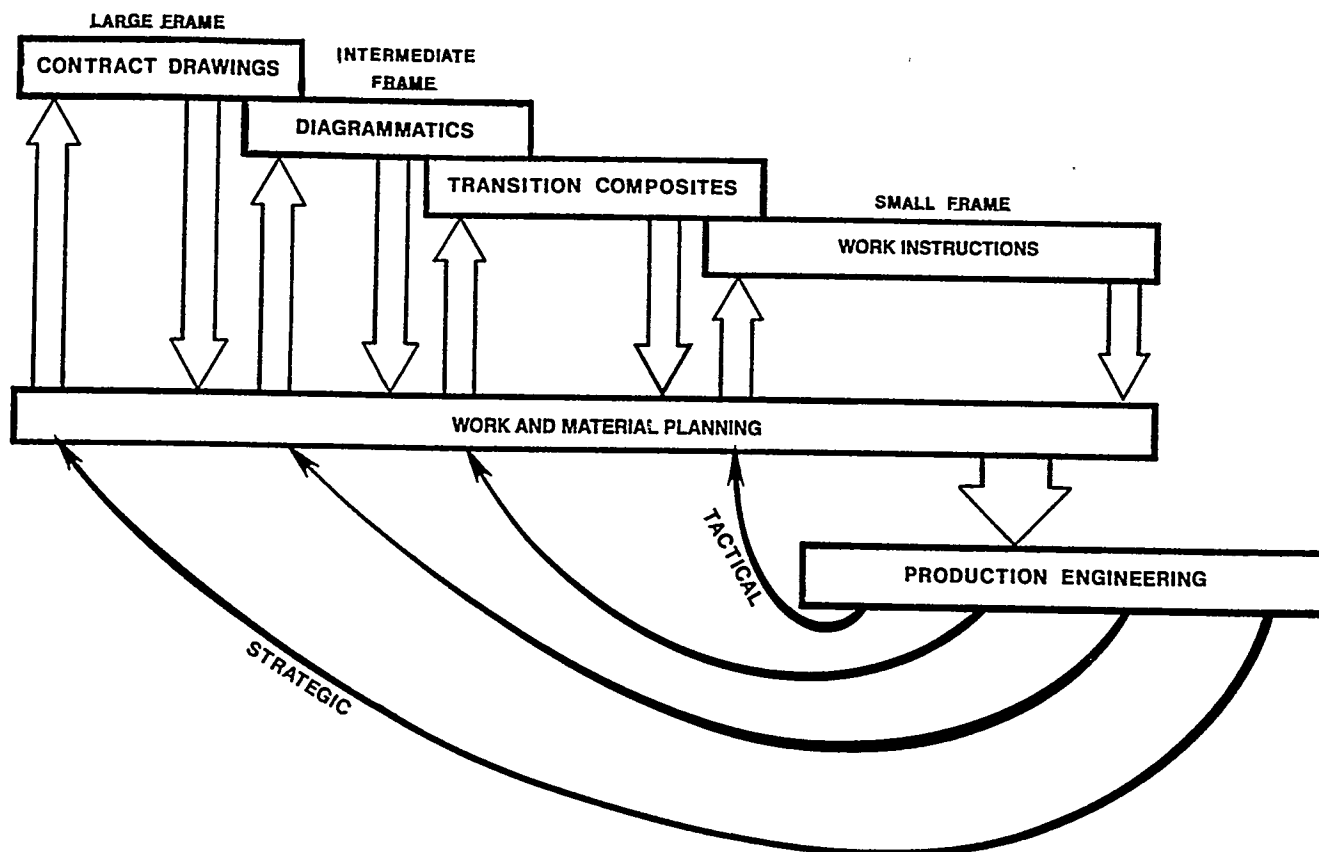 LARGE FRAME
CONTRACT DRAWINGS
INTERMEDIATE
FRAME
DIAGRAMMATICS
TRANSITION COMPOSITES
SMALL FRAME
WORK INSTRUCTIONS
WORK AND MATERIAL PLANNING
TACTICAL
PRODUCTION ENGINEERING
STRATEGIC